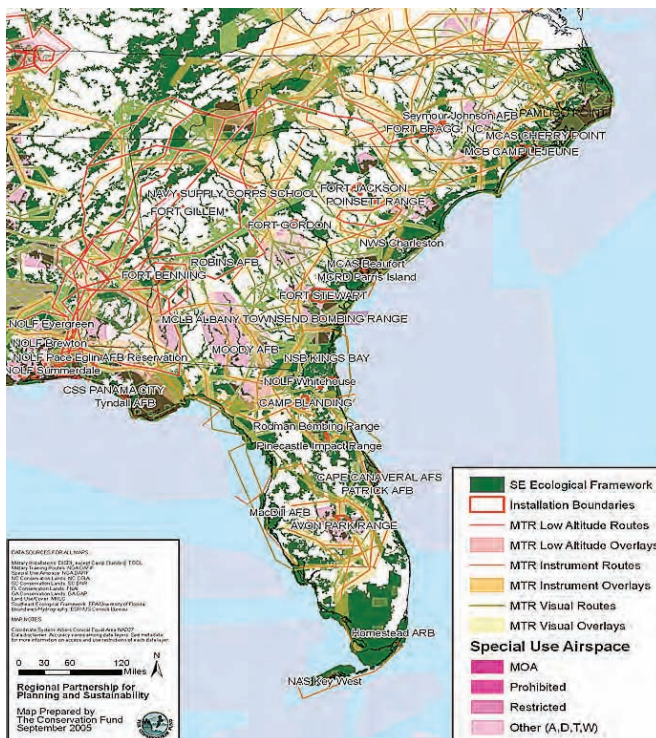 PAMLICO POINT
Seymour Johnson AFB
FORT BRAGG, NC
MCAS CHERRY POINT
MCB CAMP LEJEUNE
NAVY SUPPLY CORPS SCHOOL
FORT JACKSON
POINSETT RANGE
FORT GILLEM
FORT GORDON
NWS Charleston
ROBINS AFB
MCAS Beaufort
FORT BENNING
MCRD Parris Island
FORT STEWART
NOLF Evergreen
MCLB ALBANY
TOWNSEND BOMBING RANGE
NOLF Brewton
MOODY AFB
NOLF Pace
Eglin AFB Reservation
NSB KINGS BAY
NOLF Summerdale
NOLF Whitehouse
CSS PANAMA CITY
Tyndall AFB
CAMP BLANDING
Rodman Bombing Range
Pinecastle Impact Range
CAPE CANAVERAL AFS
PATRICK AFB
MacDill AFB
AVON PARK RANGE
Homestead ARB
NAS Key West
SE Ecological Framework
Installation Boundaries
MTR Low Altitude Routes
MTR Low Altitude Overlays
MTR Instrument Routes
MTR Instrument Overlays
MTR Visual Routes
MTR Visual Overlays
Special Use Airspace
MOA
Prohibited
Restricted
Other (A,D,T,W)
DATA SOURCES FOR ALL MAPS
MAP NOTES
0 30 60 120
Miles
N
Regional Partnership for
Planning and Sustainability
Map Prepared by
The Conservation Fund
September 2005